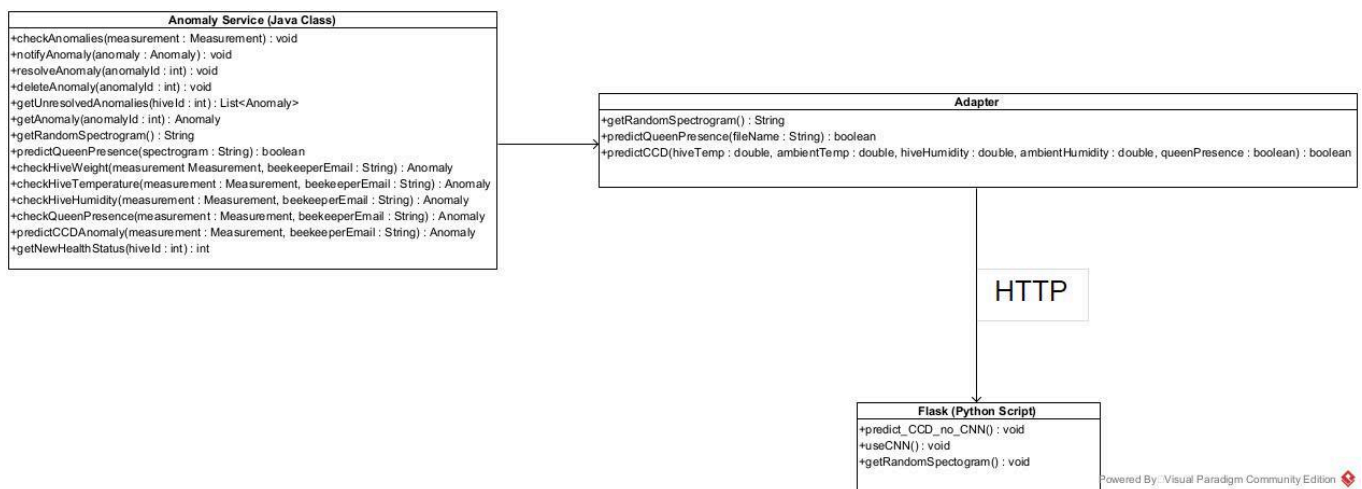 Anomaly Service (Java Class)
+checkAnomalies(measurement : Measurement) : void
+notifyAnomaly(anomaly : Anomaly) : void
+resolveAnomaly(anomalyId : int) : void
+deleteAnomaly(anomalyId : int) : void
+getUnresolvedAnomalies(hiveId : int) : List<Anomaly>
+getAnomaly(anomalyId : int) : Anomaly
+getRandomSpectrogram() : String
+predictQueenPresence(spectrogram : String) : boolean
+checkHiveWeight(measurement Measurement, beekeeperEmail : String) : Anomaly
+checkHiveTemperature(measurement : Measurement, beekeeperEmail : String) : Anomaly
+checkHiveHumidity(measurement : Measurement, beekeeperEmail : String) : Anomaly
+checkQueenPresence(measurement : Measurement, beekeeperEmail : String) : Anomaly
+predictCCDAnomaly(measurement : Measurement, beekeeperEmail : String) : Anomaly
+getNewHealthStatus(hiveId : int) : int
Adapter
+getRandomSpectrogram() : String
+predictQueenPresence(fileName : String) : boolean
+predictCCD(hiveTemp : double, ambientTemp : double, hiveHumidity : double, ambientHumidity : double, queenPresence : boolean) : boolean
HTTP
Flask (Python Script)
+predict_CCD_no_CNN() : void
+useCNN() : void
+getRandomSpectogram() : void
Powered By Visual Paradigm Community Edition